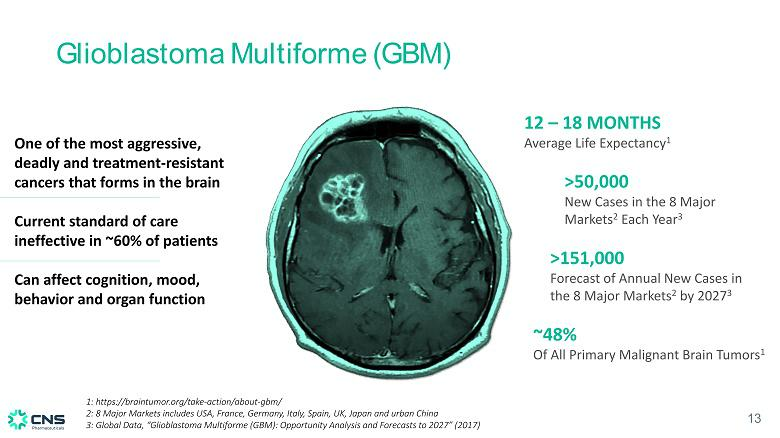 Glioblastoma Multiforme (GBM)
One of the most aggressive,
deadly and treatment-resistant
cancers that forms in the brain
Current standard of care
ineffective in ~60% of patients
Can affect cognition, mood,
behavior and organ function
12 – 18 MONTHS
Average Life Expectancy¹
>50,000
New Cases in the 8 Major
Markets² Each Year³
>151,000
Forecast of Annual New Cases in
the 8 Major Markets² by 2027³
~48%
Of All Primary Malignant Brain Tumors¹
1: https://braintumor.org/take-action/about-gbm/
2: 8 Major Markets includes USA, France, Germany, Italy, Spain, UK, Japan and urban China
3: Global Data, “Glioblastoma Multiforme (GBM): Opportunity Analysis and Forecasts to 2027” (2017)
CNS
Pharmaceuticals
13